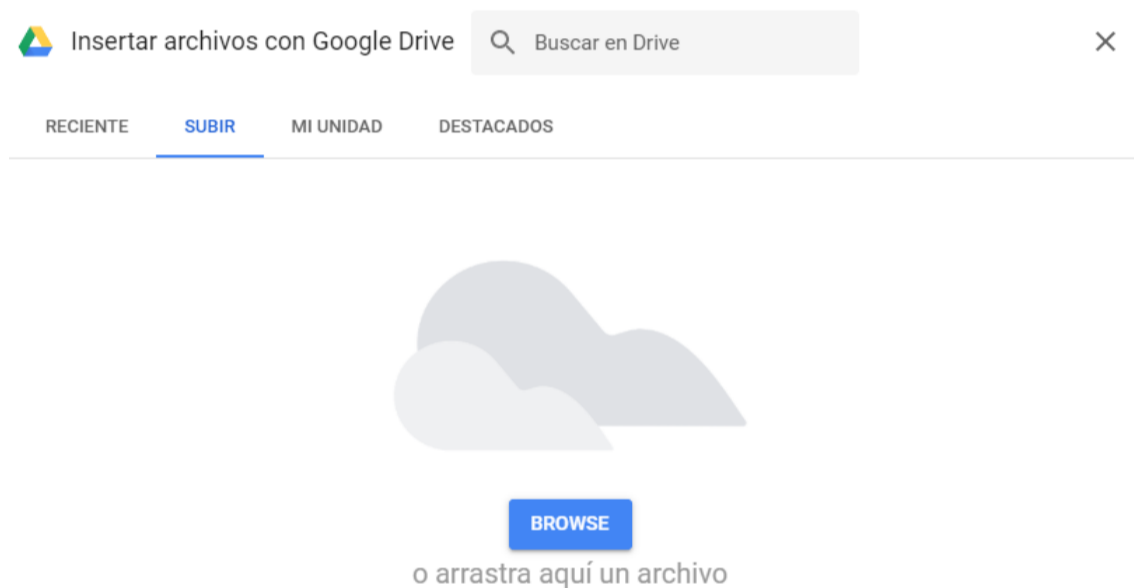 Insertar archivos con Google Drive
Buscar en Drive
RECIENTE SUBIR MI UNIDAD DESTACADOS
BROWSE
o arrastra aquí un archivo